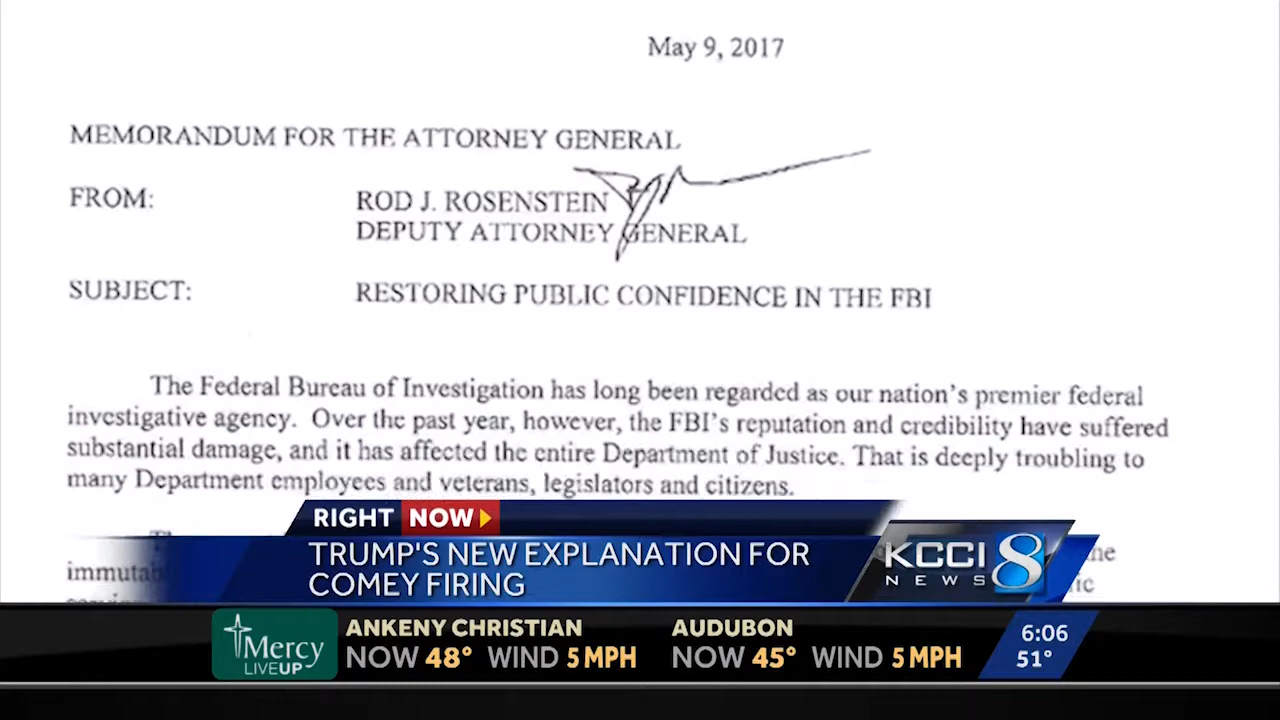 May 9, 2017
MEMORANDUM FOR THE ATTORNEY GENERAL
FROM: ROD J. ROSENSTEIN
DEPUTY ATTORNEY GENERAL
SUBJECT: RESTORING PUBLIC CONFIDENCE IN THE FBI
The Federal Bureau of Investigation has long been regarded as our nation's premier federal
investigative agency. Over the past year, however, the FBI's reputation and credibility have suffered
substantial damage, and it has affected the entire Department of Justice. That is deeply troubling to
many Department employees and veterans, legislators and citizens.
RIGHT NOW
TRUMP'S NEW EXPLANATION FOR
COMEY FIRING
KCCI 8
NEWS
Mercy
LIVEUP
ANKENY CHRISTIAN
NOW 48° WIND 5 MPH
AUDUBON
NOW 45° WIND 5 MPH
6:06
51°